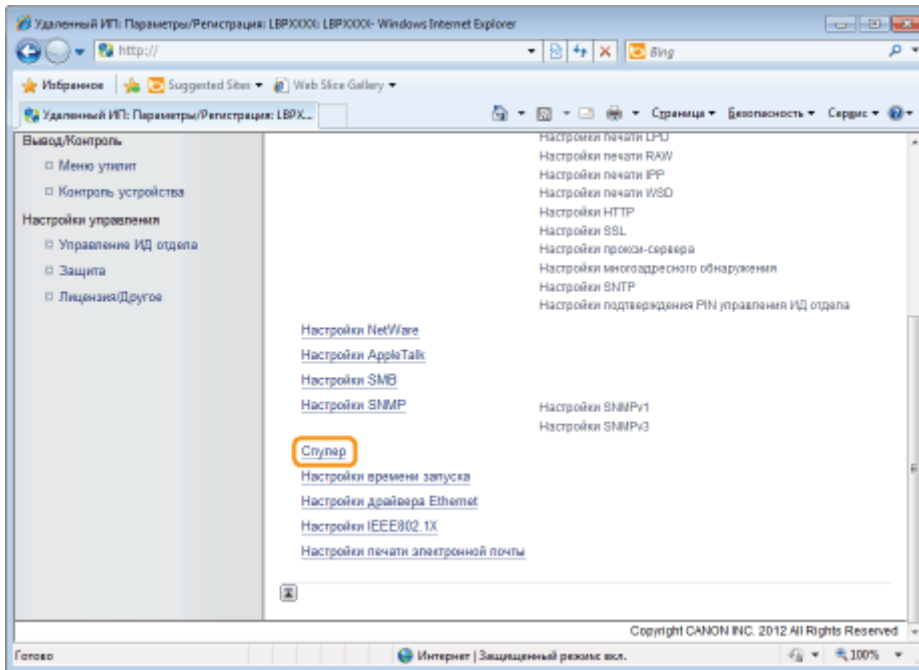 Удаленный ИП: Параметры/Регистрация: LBPXXXX: LBPXXXX- Windows Internet Explorer
http://
Bing
Избранное Suggested Sites Web Slice Gallery
Удаленный ИП: Параметры/Регистрация: LBPX... Страница Безопасность Сервис
Вывод/Контроль
Меню утилит
Контроль устройства
Настройки управления
Управление ИД отдела
Защита
Лицензия/Другое
Настройки печати LPD
Настройки печати RAW
Настройки печати IPP
Настройки печати WSD
Настройки HTTP
Настройки SSL
Настройки прокси-сервера
Настройки многоадресного обнаружения
Настройки SNTP
Настройки подтверждения PIN управления ИД отдела
Настройки NetWare
Настройки AppleTalk
Настройки SMB
Настройки SNMP
Настройки SNMPv1
Настройки SNMPv3
Спулер
Настройки времени запуска
Настройки драйвера Ethernet
Настройки IEEE802.1X
Настройки печати электронной почты
Copyright CANON INC. 2012 All Rights Reserved
Готово Интернет | Защищенный режим: вкл. 100%